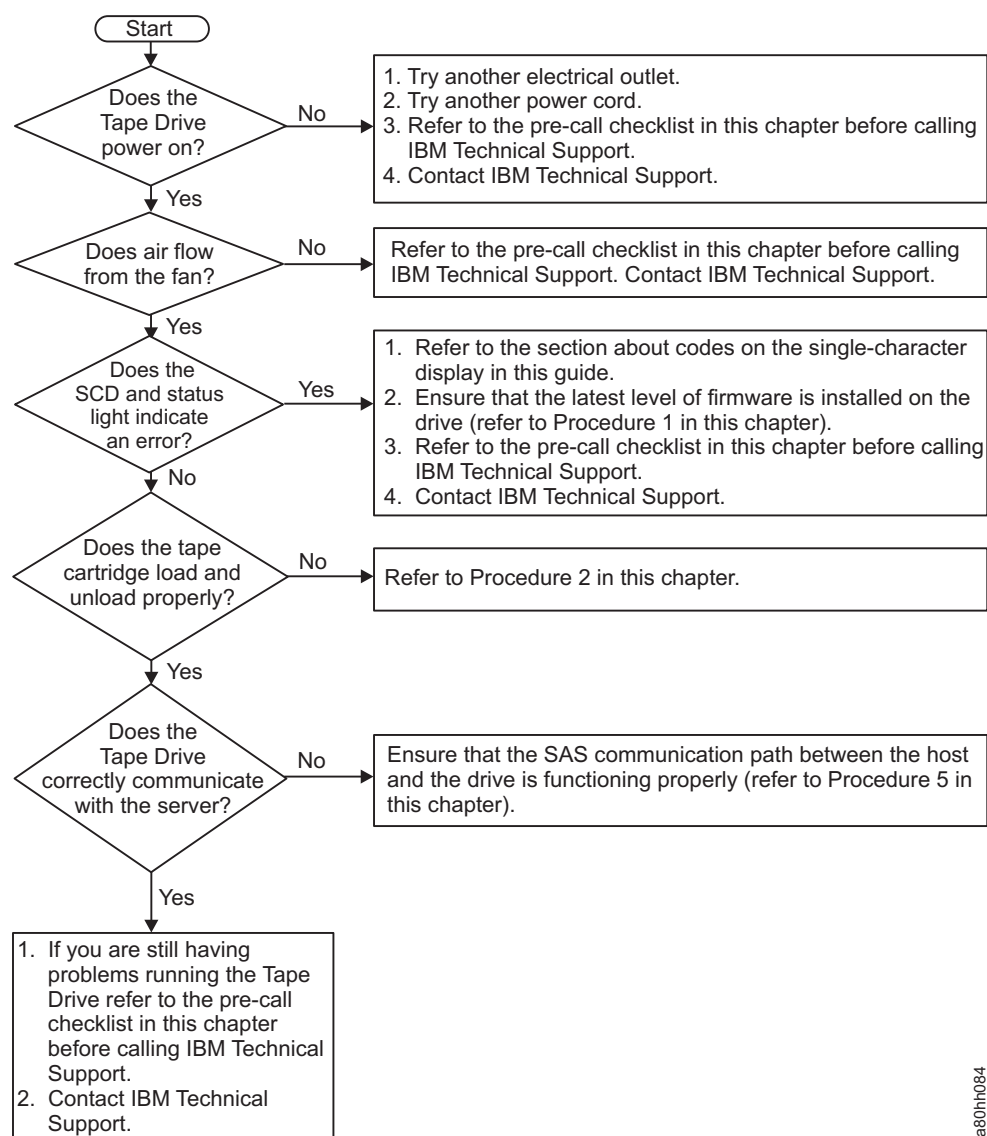 Start
Does the
Tape Drive
power on?
No
1. Try another electrical outlet.
2. Try another power cord.
3. Refer to the pre-call checklist in this chapter before calling
IBM Technical Support.
4. Contact IBM Technical Support.
Yes
Does air flow
from the fan?
No
Refer to the pre-call checklist in this chapter before calling
IBM Technical Support. Contact IBM Technical Support.
Yes
Does the
SCD and status
light indicate
an error?
Yes
1. Refer to the section about codes on the single-character
display in this guide.
2. Ensure that the latest level of firmware is installed on the
drive (refer to Procedure 1 in this chapter).
3. Refer to the pre-call checklist in this chapter before calling
IBM Technical Support.
4. Contact IBM Technical Support.
No
Does the tape
cartridge load and
unload properly?
No
Refer to Procedure 2 in this chapter.
Yes
Does the
Tape Drive
correctly communicate
with the server?
No
Ensure that the SAS communication path between the host
and the drive is functioning properly (refer to Procedure 5 in
this chapter).
Yes
1. If you are still having
problems running the Tape
Drive refer to the pre-call
checklist in this chapter
before calling IBM Technical
Support.
2. Contact IBM Technical
Support.
a80hh084